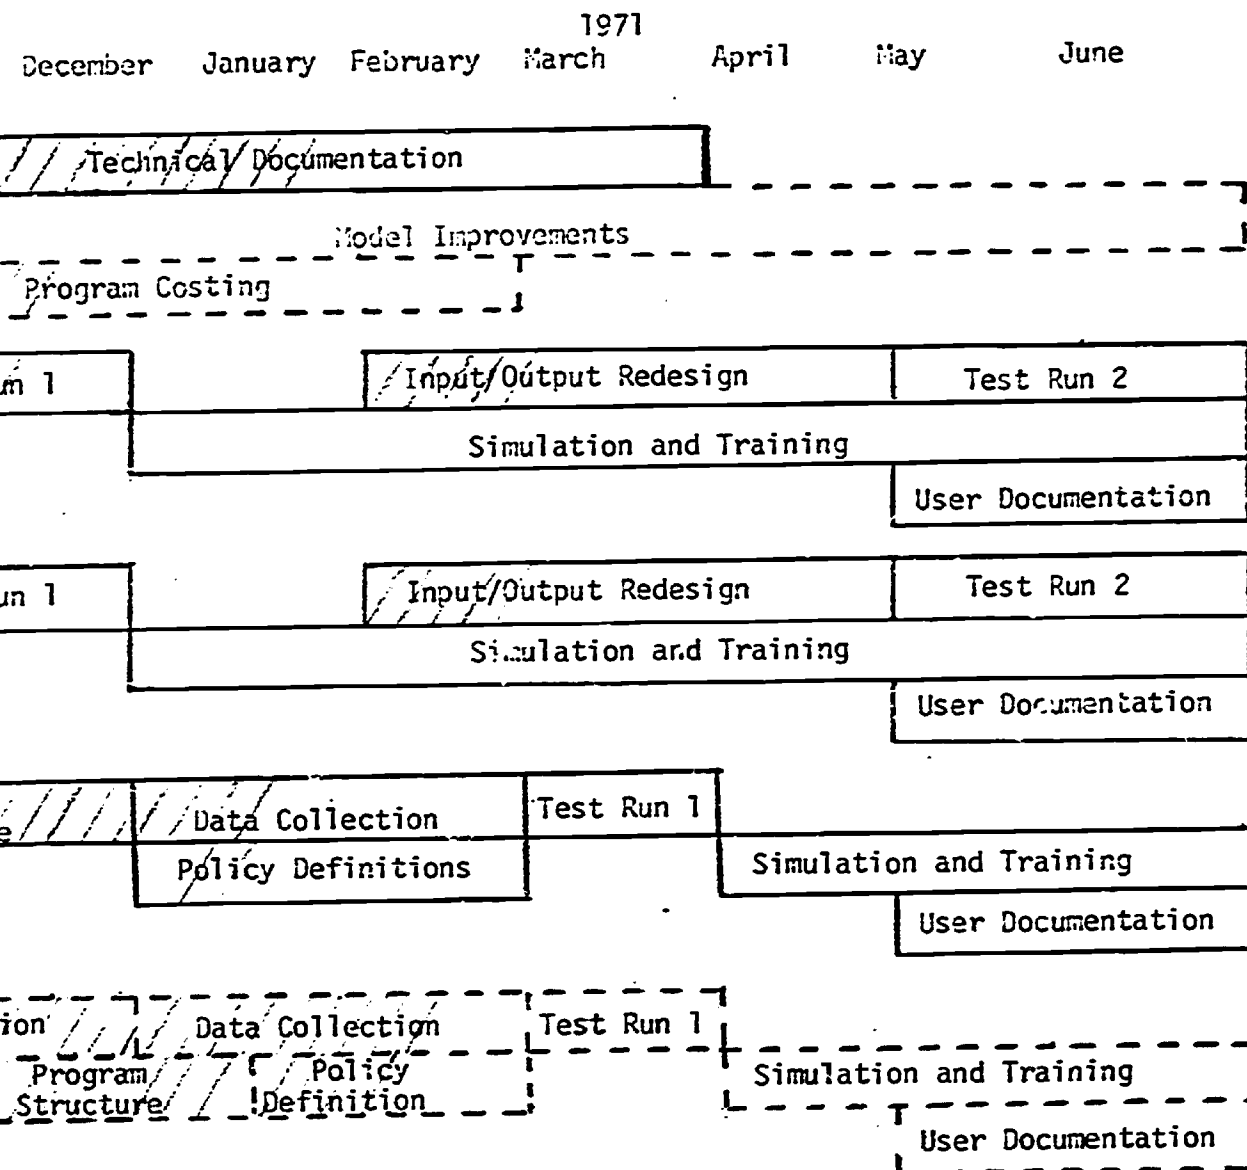 1971
December January February March April May June
Technical Documentation
Model Improvements
Program Costing
1
Input/Output Redesign
Test Run 2
Simulation and Training
User Documentation
1
Input/Output Redesign
Test Run 2
Simulation and Training
User Documentation
Data Collection
Test Run 1
Policy Definitions
Simulation and Training
User Documentation
Data Collection
Test Run 1
Program
Structure
Policy
Definition
Simulation and Training
User Documentation